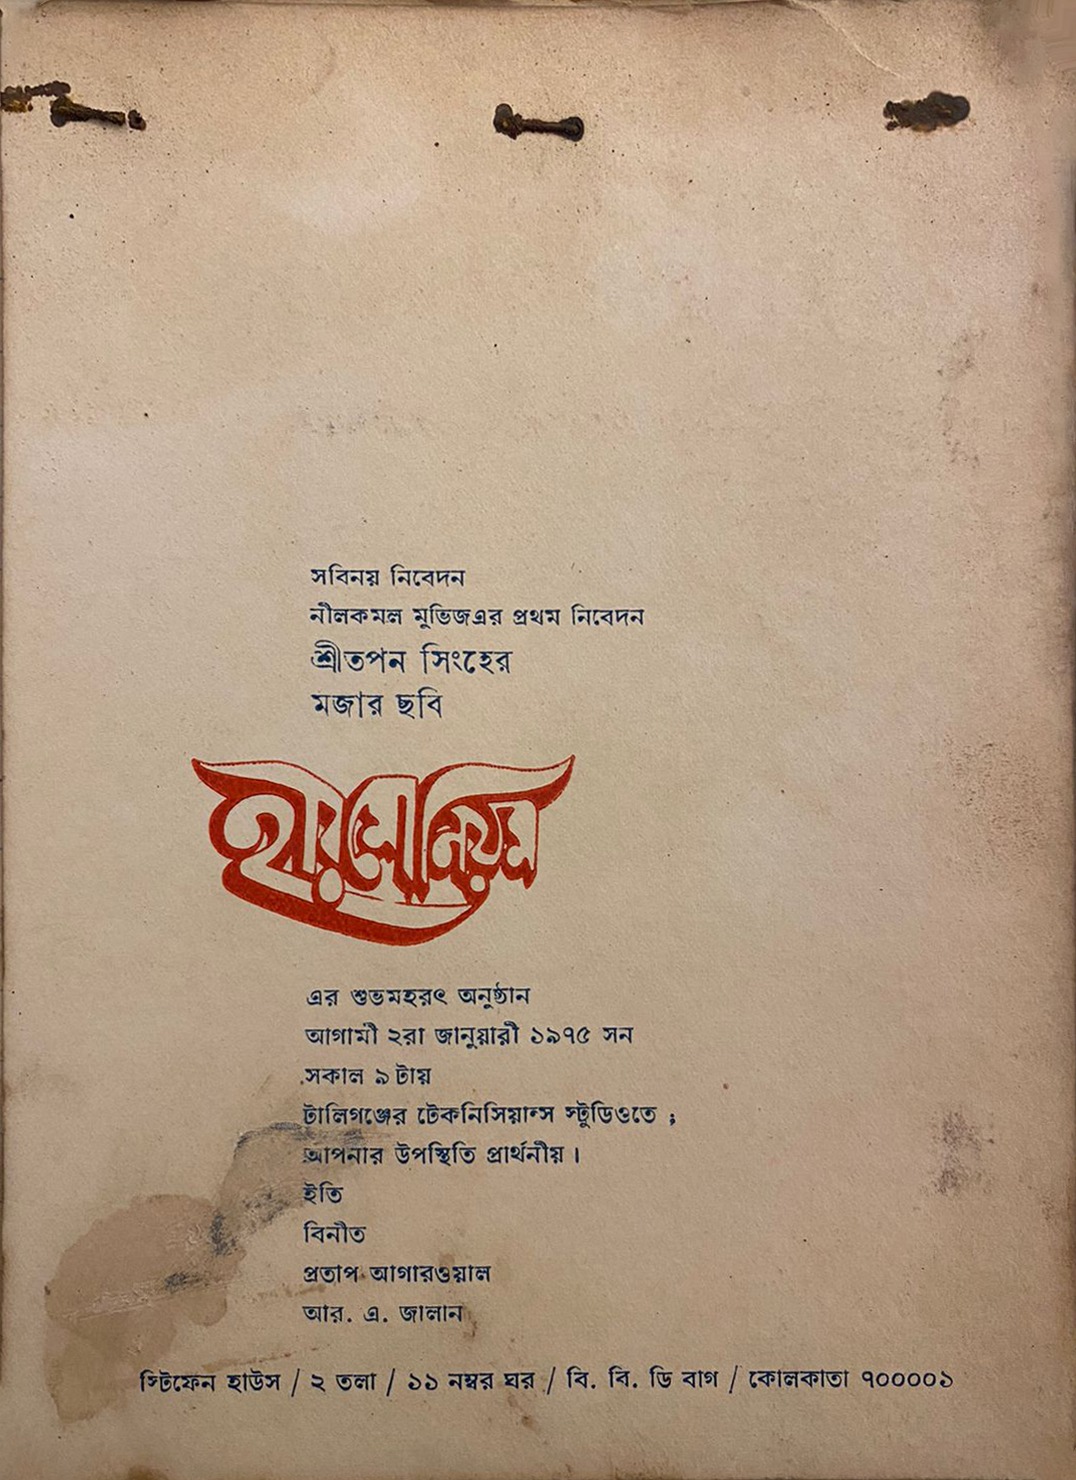 সবিনয় নিবেদন
নীলকমল মুভিজএর প্রথম নিবেদন
শ্রীতপন সিংহের
মজার ছবি
হারমোনিয়ম
এর শুভমহরৎ অনুষ্ঠান
আগামী ২রা জানুয়ারী ১৯৭৫ সন
সকাল ৯ টায়
টালিগঞ্জের টেকনিসিয়ান্স স্টুডিওতে ;
আপনার উপস্থিতি প্রার্থনীয় ।
ইতি
বিনীত
প্রতাপ আগারওয়াল
আর. এ. জালান
স্টিফেন হাউস / ২ তলা / ১১ নম্বর ঘর / বি. বি. ডি বাগ / কোলকাতা ৭০০০০১